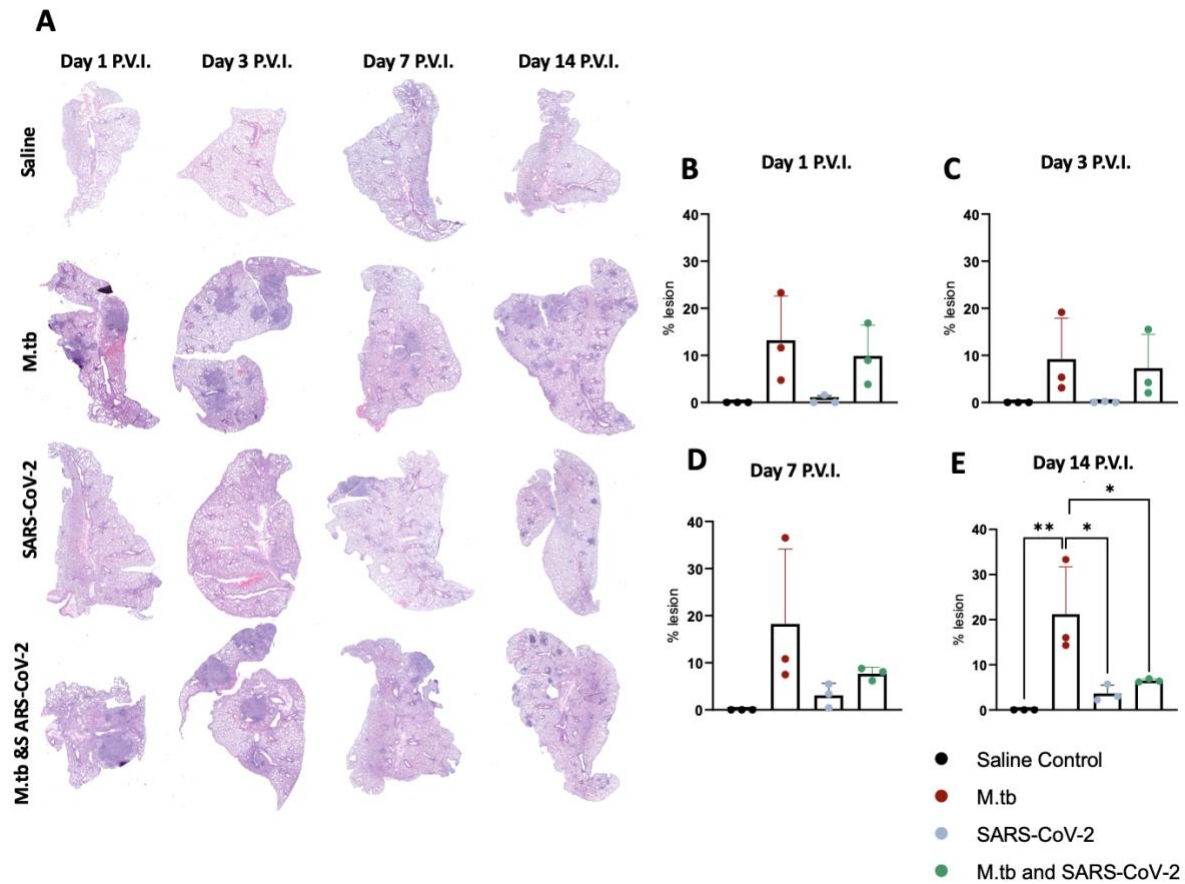 A
Day 1 P.V.I.
Day 3 P.V.I.
Day 7 P.V.I.
Day 14 P.V.I.
Saline
M.tb
SARS-CoV-2
M.tb &S ARS-CoV-2
B
Day 1 P.V.I.
% lesion
40
30
20
10
0
C
Day 3 P.V.I.
% lesion
40
30
20
10
0
D
Day 7 P.V.I.
% lesion
40
30
20
10
0
E
Day 14 P.V.I.
% lesion
40
30
20
10
0
*
** *
Saline Control
M.tb
SARS-CoV-2
M.tb and SARS-CoV-2